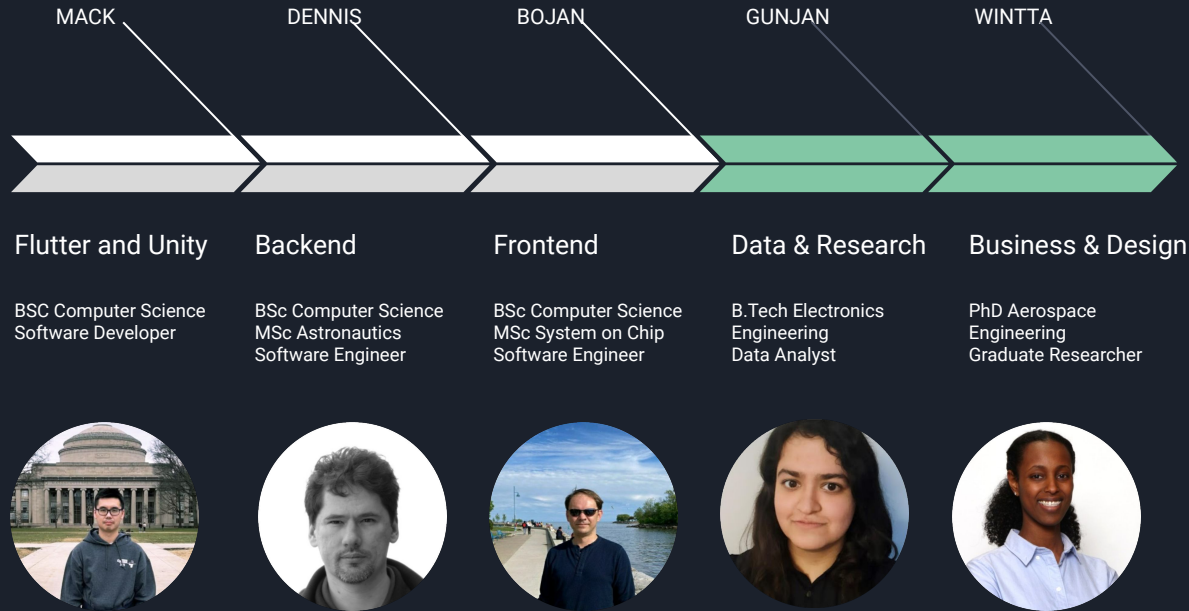 MACK
DENNIS
BOJAN
GUNJAN
WINTTA
Flutter and Unity
BSC Computer Science
Software Developer
Backend
BSc Computer Science
MSc Astronautics
Software Engineer
Frontend
BSc Computer Science
MSc System on Chip
Software Engineer
Data & Research
B.Tech Electronics
Engineering
Data Analyst
Business & Design
PhD Aerospace
Engineering
Graduate Researcher